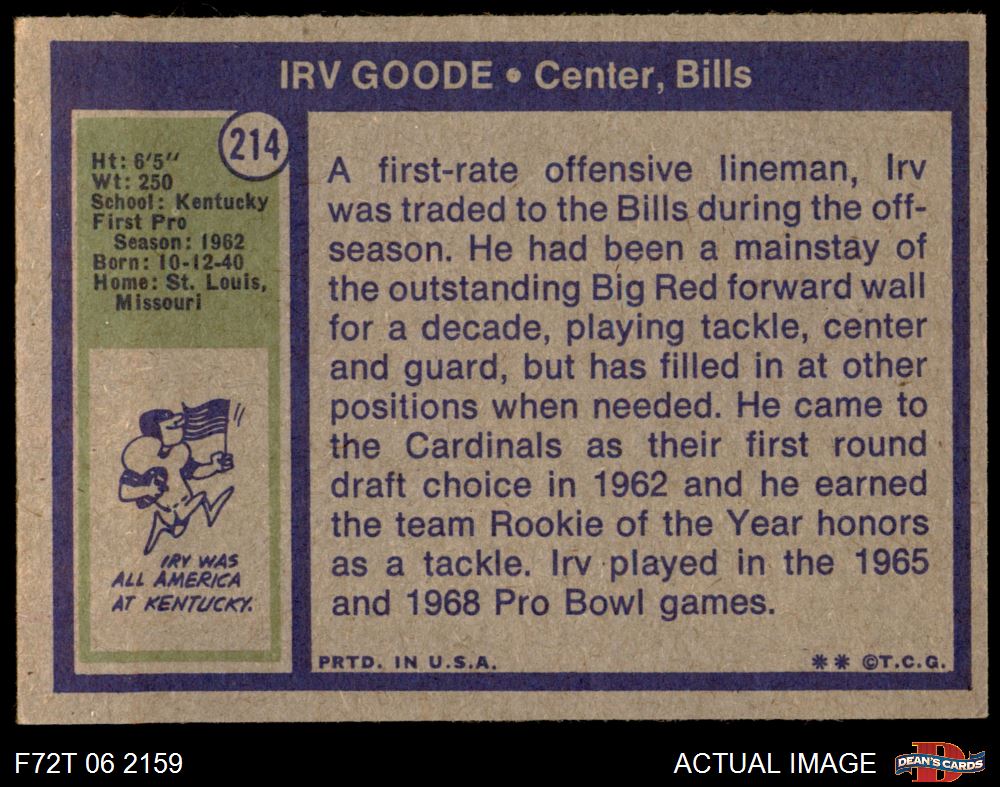 IRV GOODE • Center, Bills
214
Ht: 6'5"
Wt: 250
School: Kentucky
First Pro
Season: 1962
Born: 10-12-40
Home: St. Louis,
Missouri
IRV WAS
ALL AMERICA
AT KENTUCKY.
A first-rate offensive lineman, Irv
was traded to the Bills during the off-
season. He had been a mainstay of
the outstanding Big Red forward wall
for a decade, playing tackle, center
and guard, but has filled in at other
positions when needed. He came to
the Cardinals as their first round
draft choice in 1962 and he earned
the team Rookie of the Year honors
as a tackle. Irv played in the 1965
and 1968 Pro Bowl games.
PRTD. IN U.S.A.
** ©T.C.G.
F72T 06 2159
ACTUAL IMAGE
D
DEAN'S CARDS